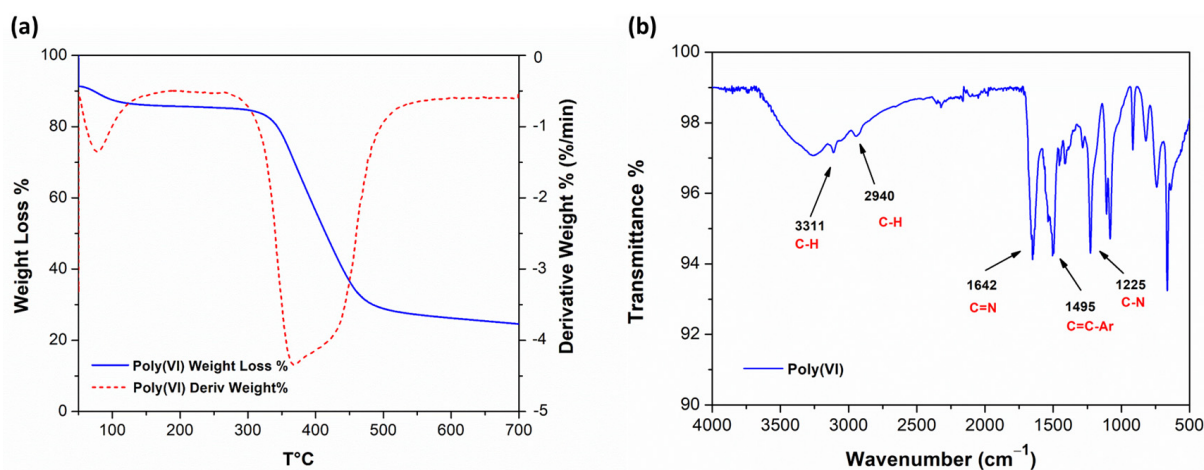 (a)
100
80
60
40
20
0
Weight Loss %
0
-1
-2
-3
-4
-5
Derivative Weight % (%/min)
Poly(VI) Weight Loss %
Poly(VI) Deriv Weight%
100
200
300
400
500
600
700
T°C
(b)
100
98
96
94
92
90
Transmittance %
3311
C-H
2940
C-H
1642
C=N
1495
C=C-Ar
1225
C-N
Poly(VI)
4000
3500
3000
2500
2000
1500
1000
500
Wavenumber (cm⁻¹)